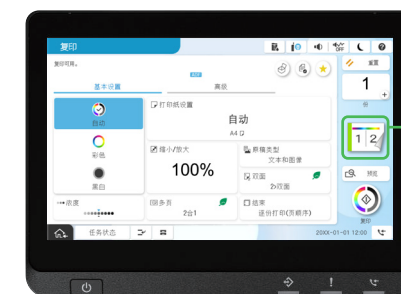 复印
OFF
复印可用。
重置
ADF
基本设置
高级
1
+
份
自动
打印纸设置
自动
A4
1 2
彩色
缩小/放大
100%
原稿类型
文本和图像
黑白
双面
2›双面
预览
浓度
多页
2合1
结束
逐份打印(页顺序)
复印
任务状态
20XX-01-01 12:00